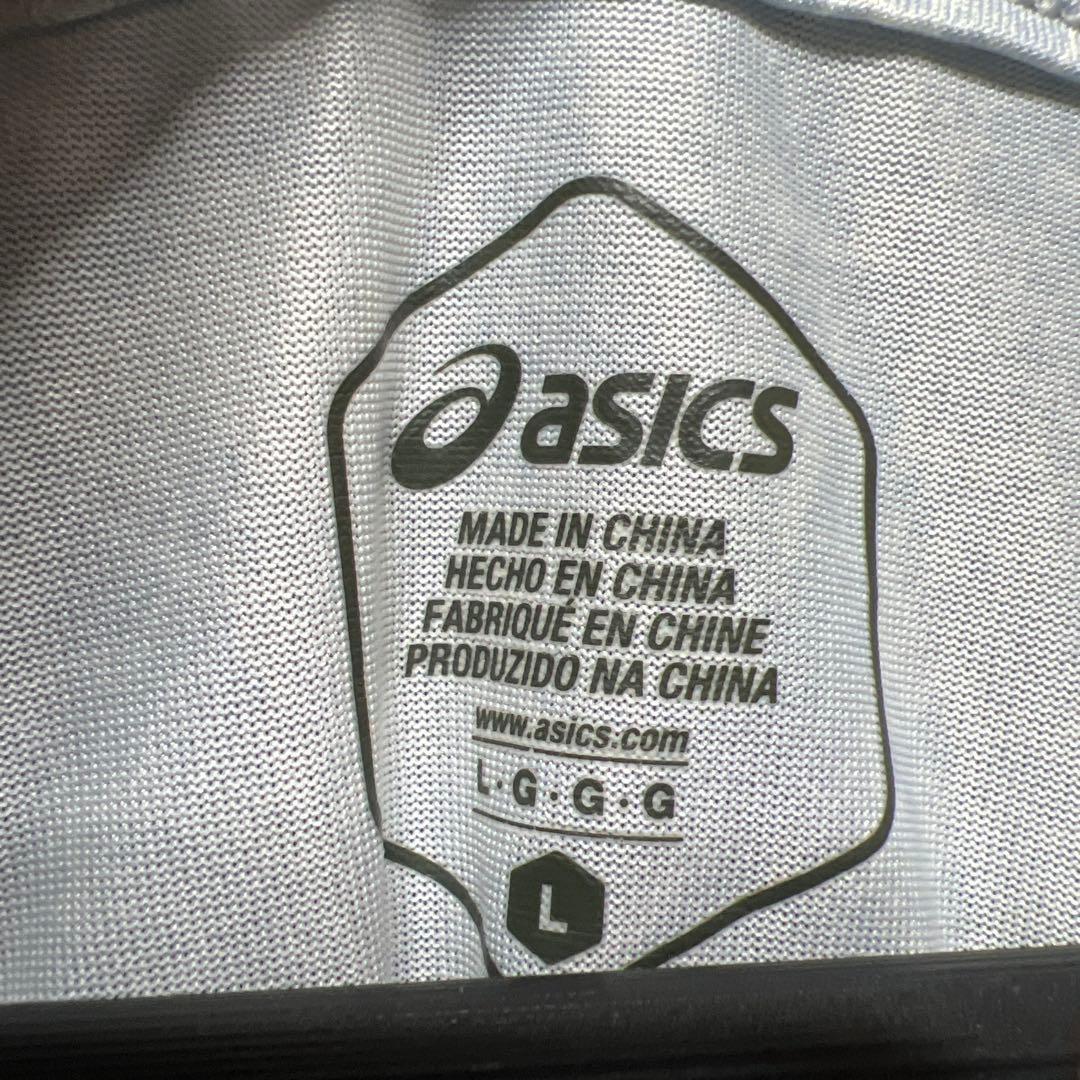 asics
MADE IN CHINA
HECHO EN CHINA
FABRIQUÉ EN CHINE
PRODUZIDO NA CHINA
www.asics.com
L·G·G·G
L